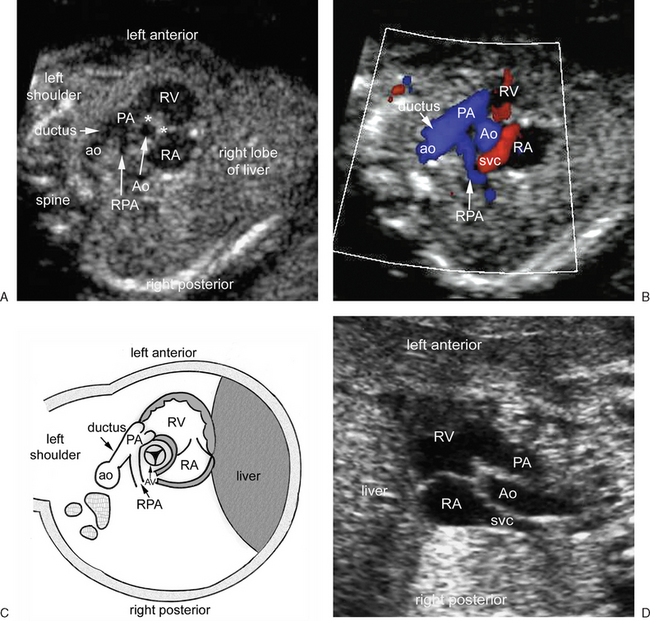 left anterior
left
shoulder
RV
ductus
PA
*
*
ao
RA
right lobe
of liver
Ao
spine
RPA
right posterior
A
RV
ductus
PA
Ao
ao
RA
svc
RPA
B
left anterior
ductus
RV
left
shoulder
PA
ao
RA
liver
AV
RPA
right posterior
C
left anterior
RV
PA
liver
Ao
RA
svc
right posterior
D